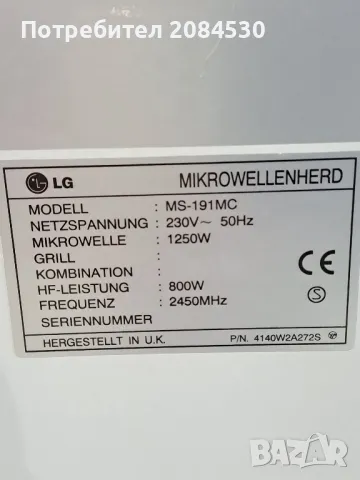 Потребител 2084530
LG MIKROWELLENHERD
MODELL : MS-191MC
NETZSPANNUNG : 230V~ 50Hz
MIKROWELLE : 1250W
GRILL :
KOMBINATION :
HF-LEISTUNG : 800W
FREQUENZ : 2450MHz
SERIENNUMMER
CE
S
HERGESTELLT IN U.K. P/N. 4140W2A272S
BAZAR